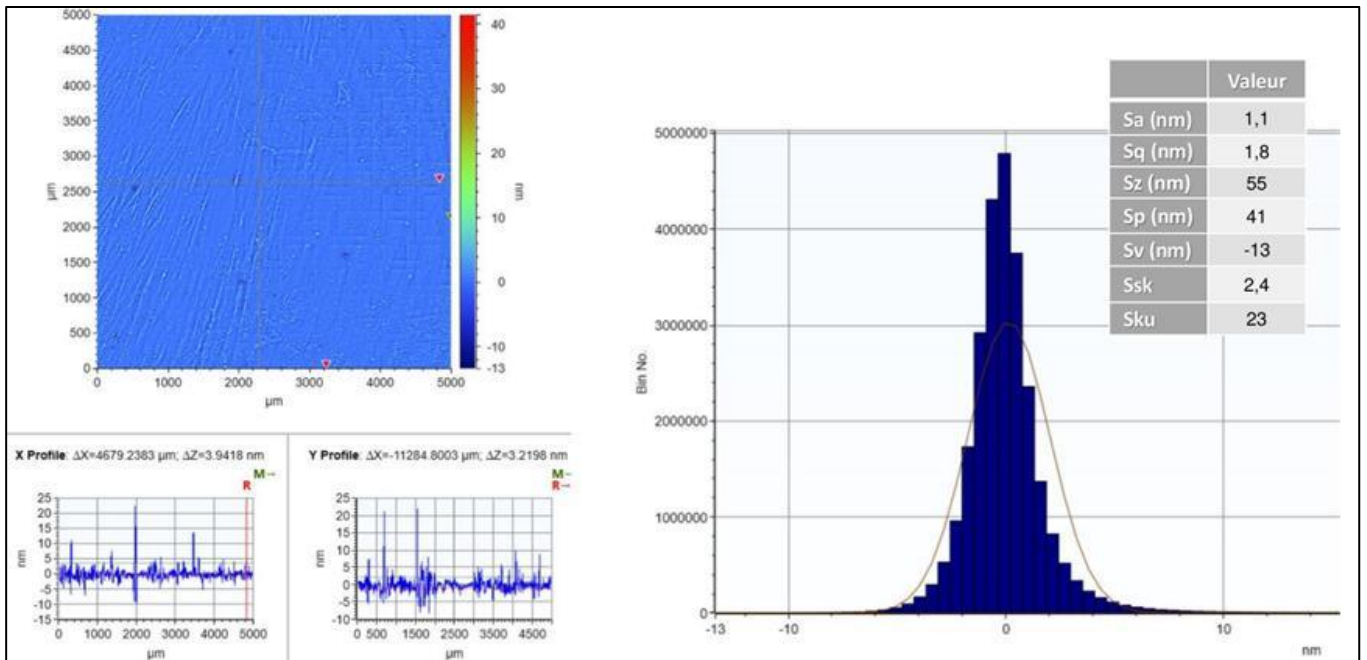 5000
4500
4000
3500
3000
2500
2000
1500
1000
500
0
µm
0 1000 2000 3000 4000 5000
µm
40
30
20
10
0
-10
-13
nm
X Profile: ΔX=4679.2383 µm; ΔZ=3.9418 nm
M→
R
25
20
15
10
5
0
-5
-10
-15
nm
0 1000 2000 3000 4000 5000
µm
Y Profile: ΔX=-11284.8003 µm; ΔZ=3.2198 nm
M→
R→
25
20
15
10
5
0
-5
-10
nm
0 500 1500 2500 3500 4500
µm
Valeur
Sa (nm) 1,1
Sq (nm) 1,8
Sz (nm) 55
Sp (nm) 41
Sv (nm) -13
Ssk 2,4
Sku 23
5000000
4000000
3000000
2000000
1000000
0
Bin No.
-13 -10 0 10
nm